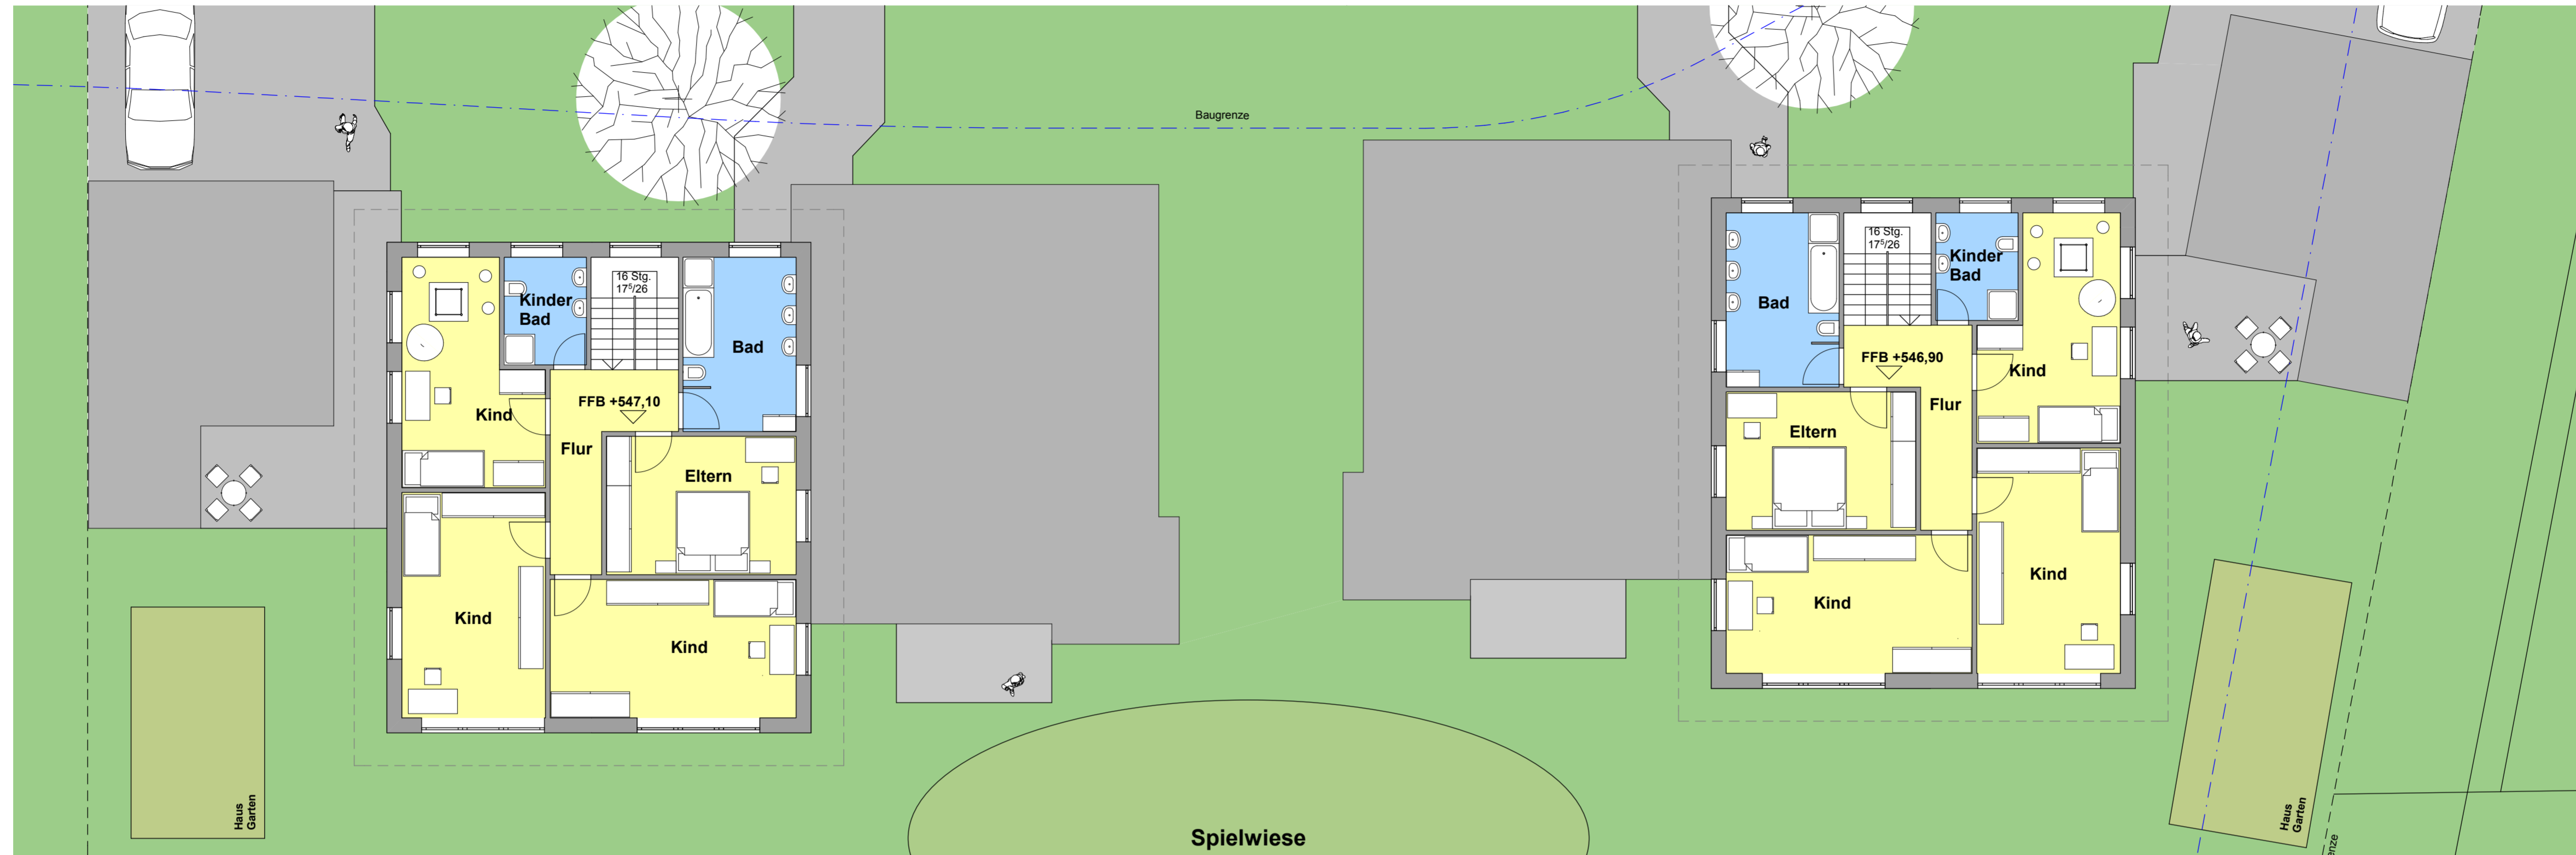 Baugrenze
16 Stg.
17⁵/26
Kinder
Bad
Bad
Kind
FFB +547,10
Flur
Eltern
Kind
Kind
Haus
Garten
Spielwiese
16 Stg.
17⁵/26
Kinder
Bad
Bad
FFB +546,90
Kind
Flur
Eltern
Kind
Kind
Haus
Garten